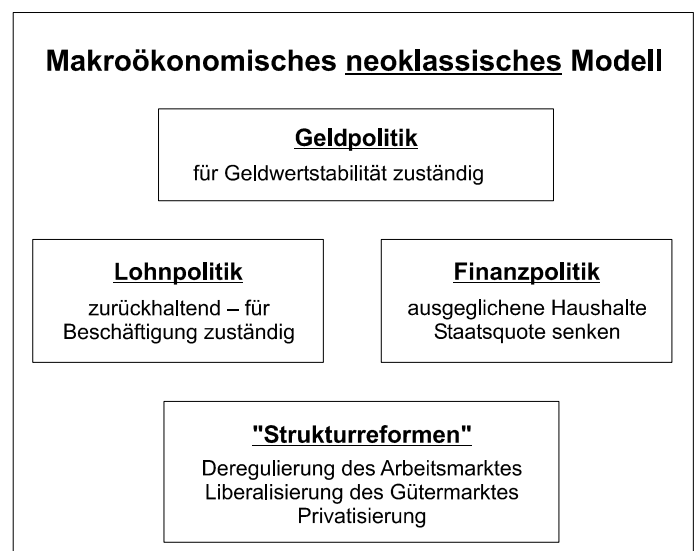 Makroökonomisches neoklassisches Modell
Geldpolitik
für Geldwertstabilität zuständig
Lohnpolitik
zurückhaltend – für
Beschäftigung zuständig
Finanzpolitik
ausgeglichene Haushalte
Staatsquote senken
"Strukturreformen"
Deregulierung des Arbeitsmarktes
Liberalisierung des Gütermarktes
Privatisierung